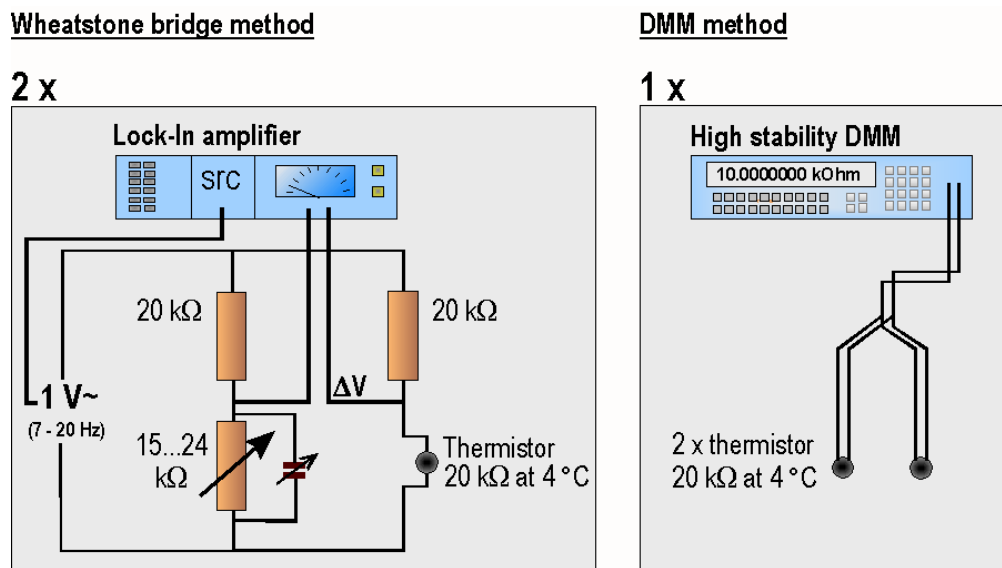 Wheatstone bridge method
2 x
Lock-In amplifier
src
20 kΩ
20 kΩ
ΔV
1 V~
(7 - 20 Hz)
15...24
kΩ
Thermistor
20 kΩ at 4 °C
DMM method
1 x
High stability DMM
10.0000000 kOhm
2 x thermistor
20 kΩ at 4 °C